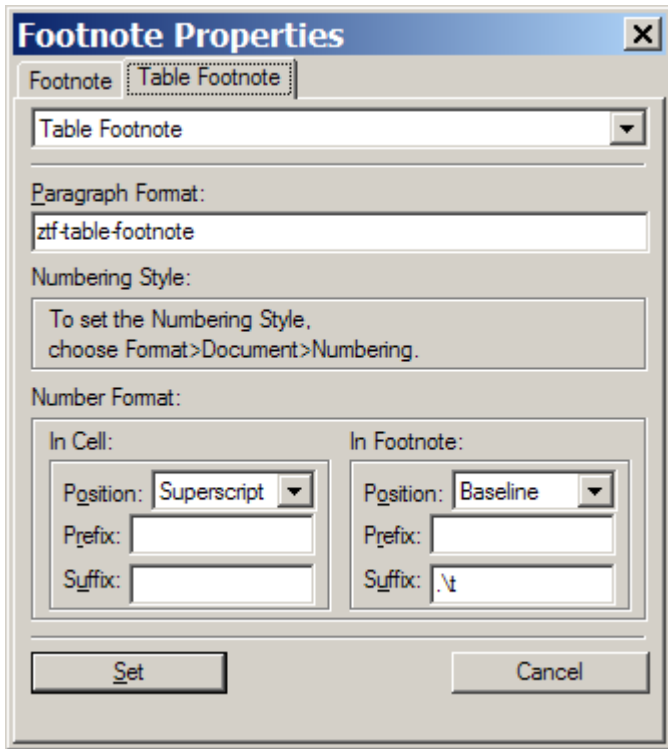 Footnote Properties
Footnote Table Footnote
Table Footnote
Paragraph Format:
ztf-table-footnote
Numbering Style:
To set the Numbering Style,
choose Format>Document>Numbering.
Number Format:
In Cell: In Footnote:
Position: Superscript Position: Baseline
Prefix: Prefix:
Suffix: Suffix: .\t
Set Cancel